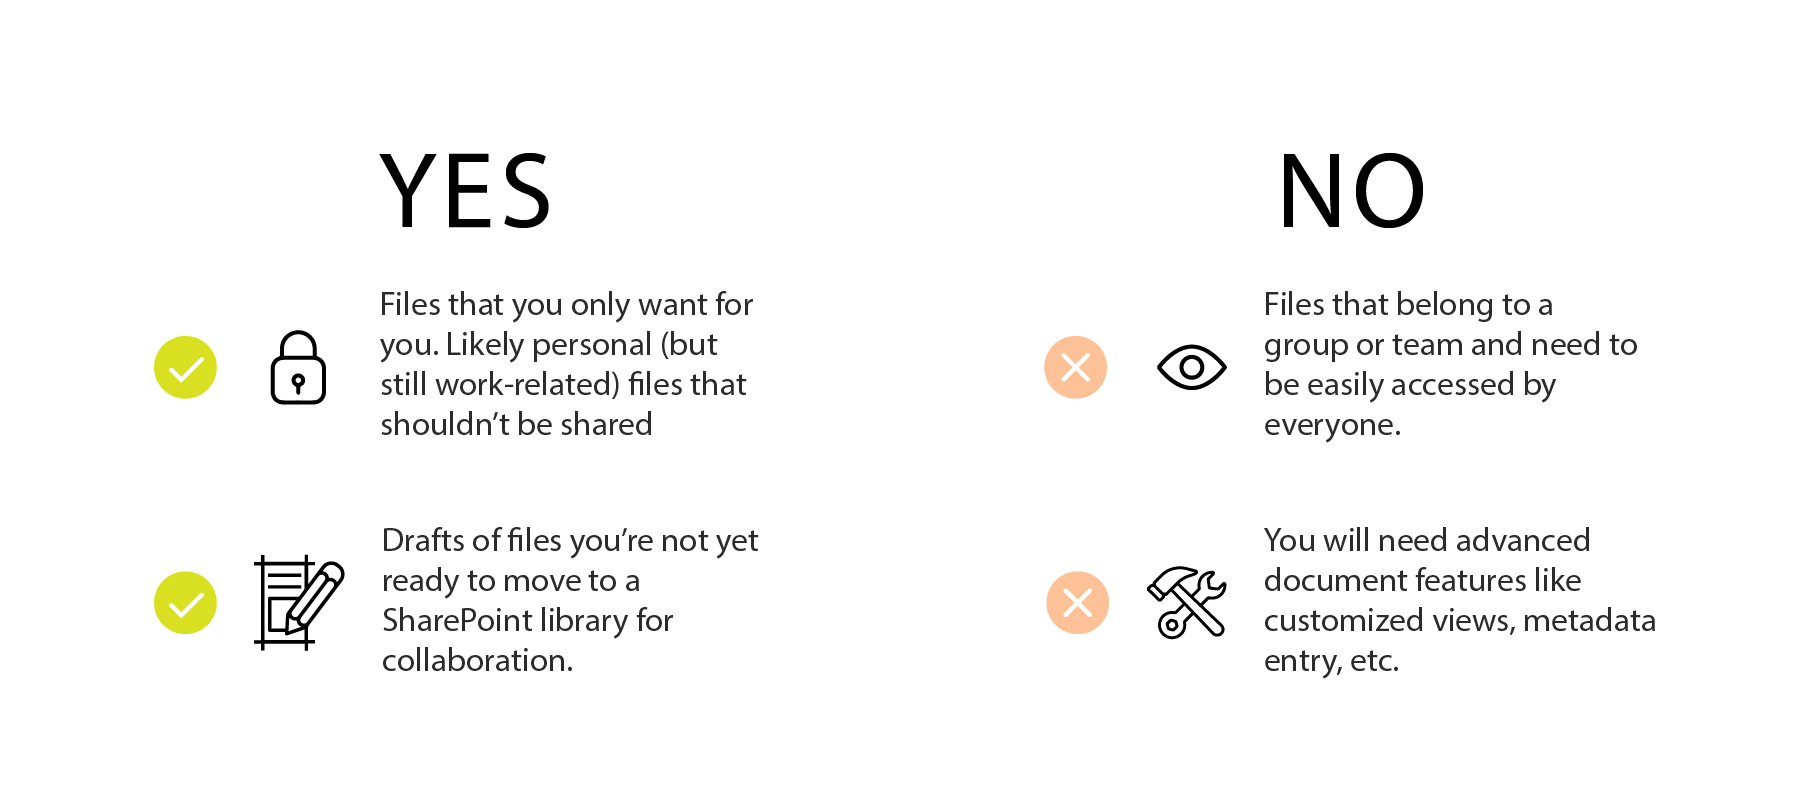 YES
Files that you only want for
you. Likely personal (but
still work-related) files that
shouldn’t be shared
Drafts of files you’re not yet
ready to move to a
SharePoint library for
collaboration.
NO
Files that belong to a
group or team and need to
be easily accessed by
everyone.
You will need advanced
document features like
customized views, metadata
entry, etc.